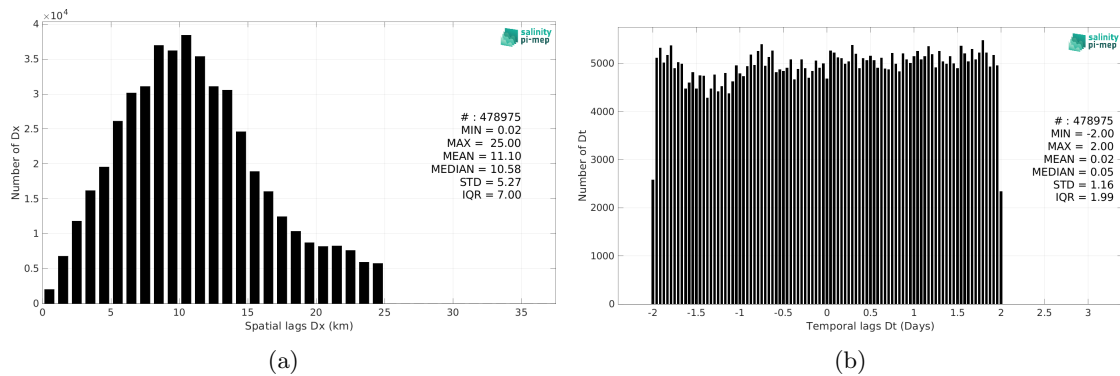 ×10⁴
4
3.5
3
2.5
2
1.5
1
0.5
0
Number of Dx
salinity
pi-mep
# : 478975
MIN = 0.02
MAX = 25.00
MEAN = 11.10
MEDIAN = 10.58
STD = 5.27
IQR = 7.00
0 5 10 15 20 25 30 35
Spatial lags Dx (km)
(a)
5000
4000
3000
2000
1000
0
Number of Dt
salinity
pi-mep
# : 478975
MIN = -2.00
MAX = 2.00
MEAN = 0.02
MEDIAN = 0.05
STD = 1.16
IQR = 1.99
-2 -1.5 -1 -0.5 0 0.5 1 1.5 2 2.5 3
Temporal lags Dt (Days)
(b)